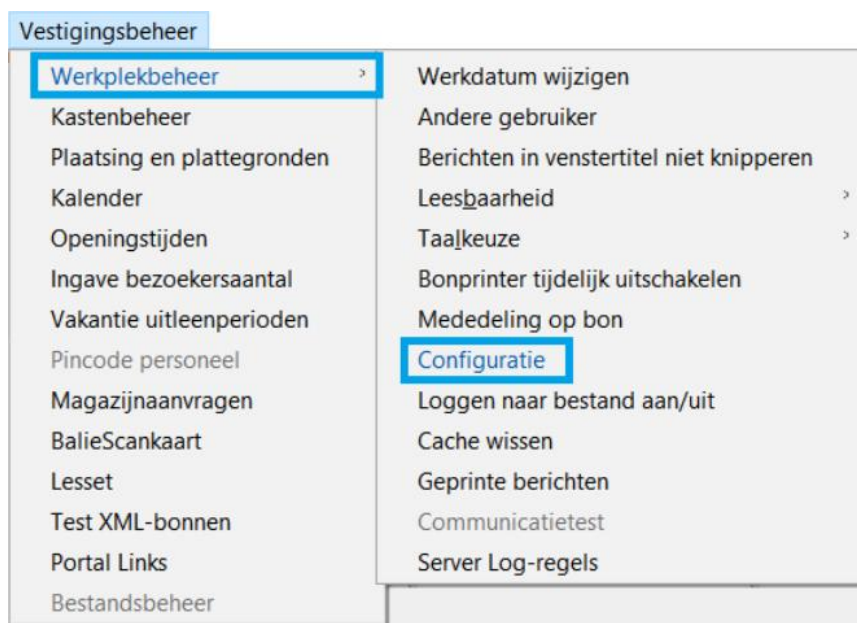 Vestigingsbeheer
Werkplekbeheer
Kastenbeheer
Plaatsing en plattegronden
Kalender
Openingstijden
Ingave bezoekersaantal
Vakantie uitleenperioden
Pincode personeel
Magazijnaanvragen
BalieScankaart
Lesset
Test XML-bonnen
Portal Links
Bestandsbeheer
Werkdatum wijzigen
Andere gebruiker
Berichten in venstertitel niet knipperen
Leesbaarheid
Taalkeuze
Bonprinter tijdelijk uitschakelen
Mededeling op bon
Configuratie
Loggen naar bestand aan/uit
Cache wissen
Geprinte berichten
Communicatietest
Server Log-regels